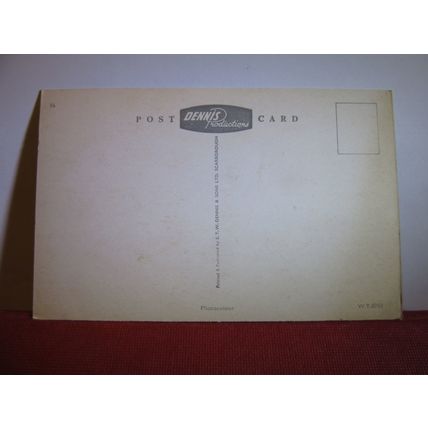 POST DENNIS Productions CARD
Printed & Published by E.T.W. DENNIS & SONS LTD. SCARBOROUGH
Photocolour